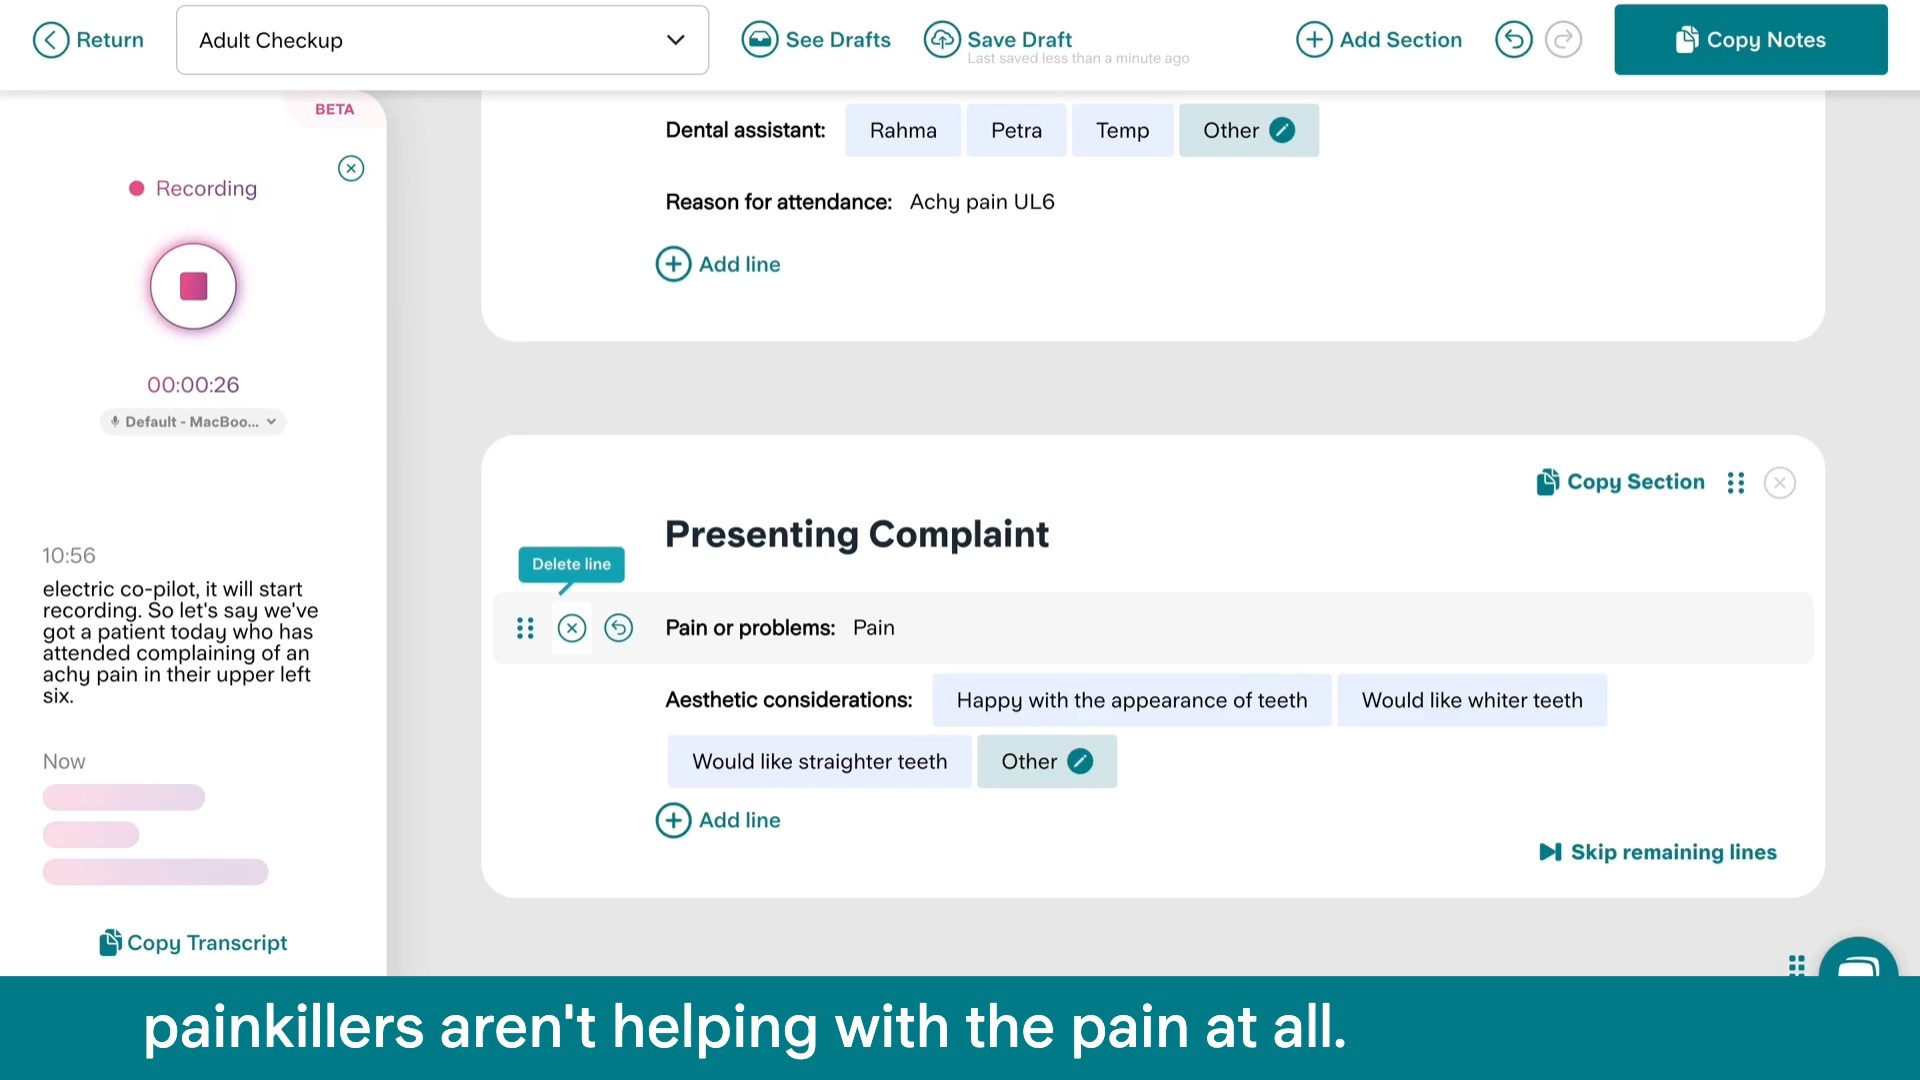 Return
Adult Checkup
See Drafts
Save Draft
Last saved less than a minute ago
Add Section
Copy Notes
BETA
Recording
00:00:26
Default - MacBoo...
10:56
electric co-pilot, it will start
recording. So let's say we've
got a patient today who has
attended complaining of an
achy pain in their upper left
six.
Now
Copy Transcript
Dental assistant: Rahma Petra Temp Other
Reason for attendance: Achy pain UL6
Add line
Copy Section
Presenting Complaint
Delete line
Pain or problems: Pain
Aesthetic considerations: Happy with the appearance of teeth Would like whiter teeth
Would like straighter teeth Other
Add line
Skip remaining lines
painkillers aren't helping with the pain at all.